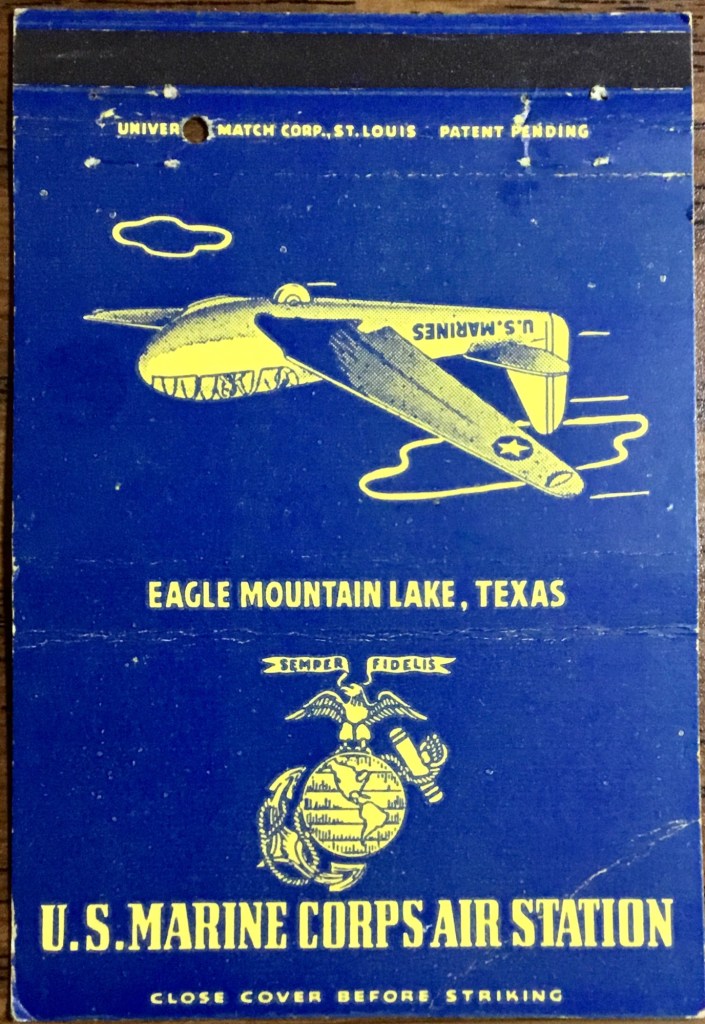 UNIVER MATCH CORP., ST. LOUIS PATENT PENDING
U.S. MARINES
EAGLE MOUNTAIN LAKE, TEXAS
SEMPER FIDELIS
U.S. MARINE CORPS AIR STATION
CLOSE COVER BEFORE STRIKING